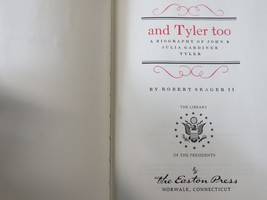 and Tyler too
A BIOGRAPHY OF JOHN &
JULIA GARDINER
TYLER
BY ROBERT SEAGER II
THE LIBRARY
OF THE PRESIDENTS
The Easton Press
NORWALK, CONNECTICUT